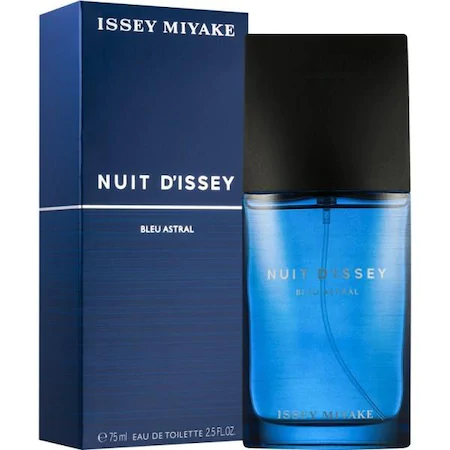 ISSEY MIYAKE
NUIT D'ISSEY
BLEU ASTRAL
℮ 75 ml EAU DE TOILETTE 2.5 FL.OZ.
NUIT D'ISSEY
BLEU ASTRAL
ISSEY MIYAKE